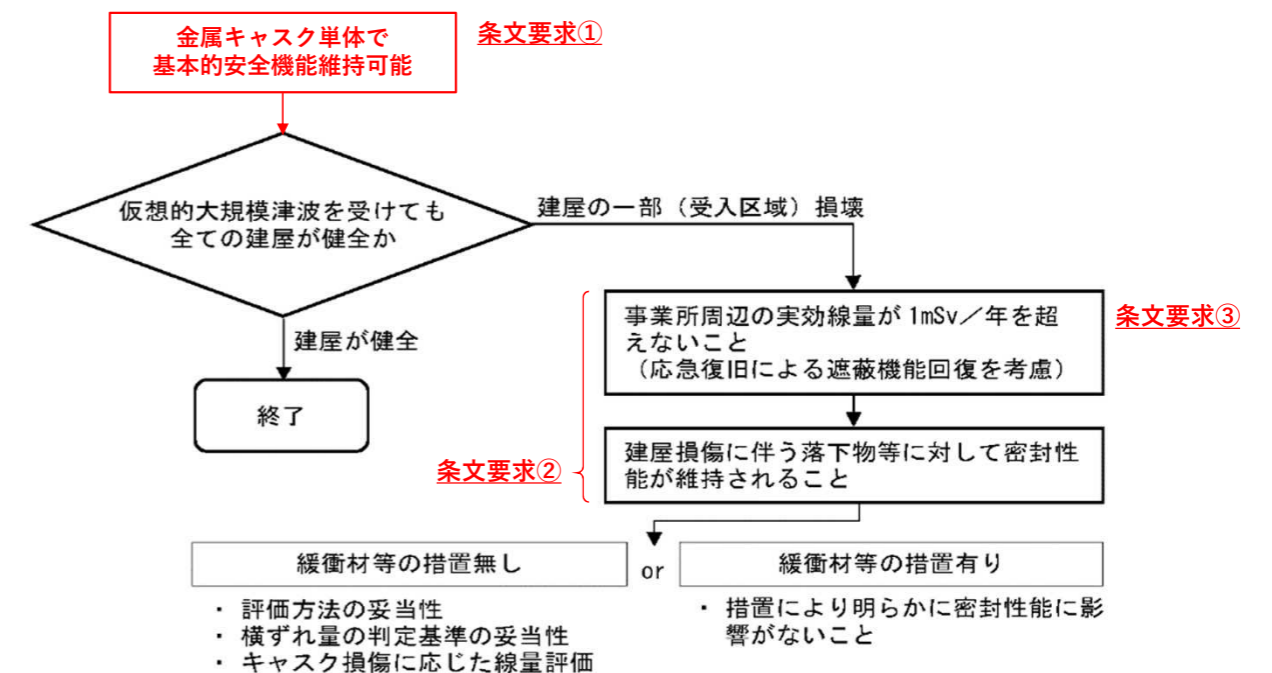 金属キャスク単体で
基本的安全機能維持可能
条文要求①
仮想的大規模津波を受けても
全ての建屋が健全か
建屋の一部（受入区域）損壊
建屋が健全
終了
事業所周辺の実効線量が1mSv／年を超
えないこと
（応急復旧による遮蔽機能回復を考慮）
条文要求③
建屋損傷に伴う落下物等に対して密封性
能が維持されること
条文要求②
緩衝材等の措置無し
or
緩衝材等の措置有り
・ 評価方法の妥当性
・ 横ずれ量の判定基準の妥当性
・ キャスク損傷に応じた線量評価
・ 措置により明らかに密封性能に影
響がないこと